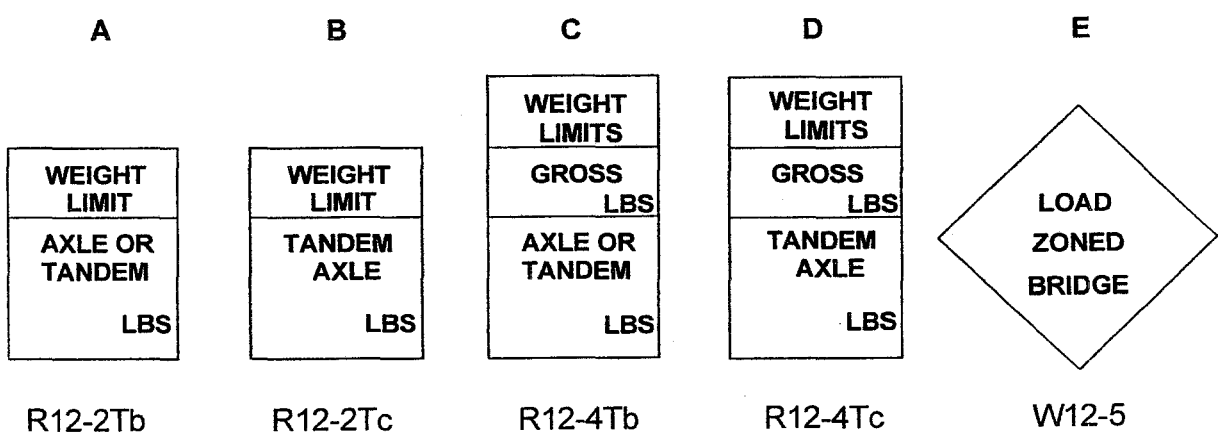 A
B
C
D
E
WEIGHT
LIMIT
AXLE OR
TANDEM
LBS
R12-2Tb
WEIGHT
LIMIT
TANDEM
AXLE
LBS
R12-2Tc
WEIGHT
LIMITS
GROSS
LBS
AXLE OR
TANDEM
LBS
R12-4Tb
WEIGHT
LIMITS
GROSS
LBS
TANDEM
AXLE
LBS
R12-4Tc
LOAD
ZONED
BRIDGE
W12-5